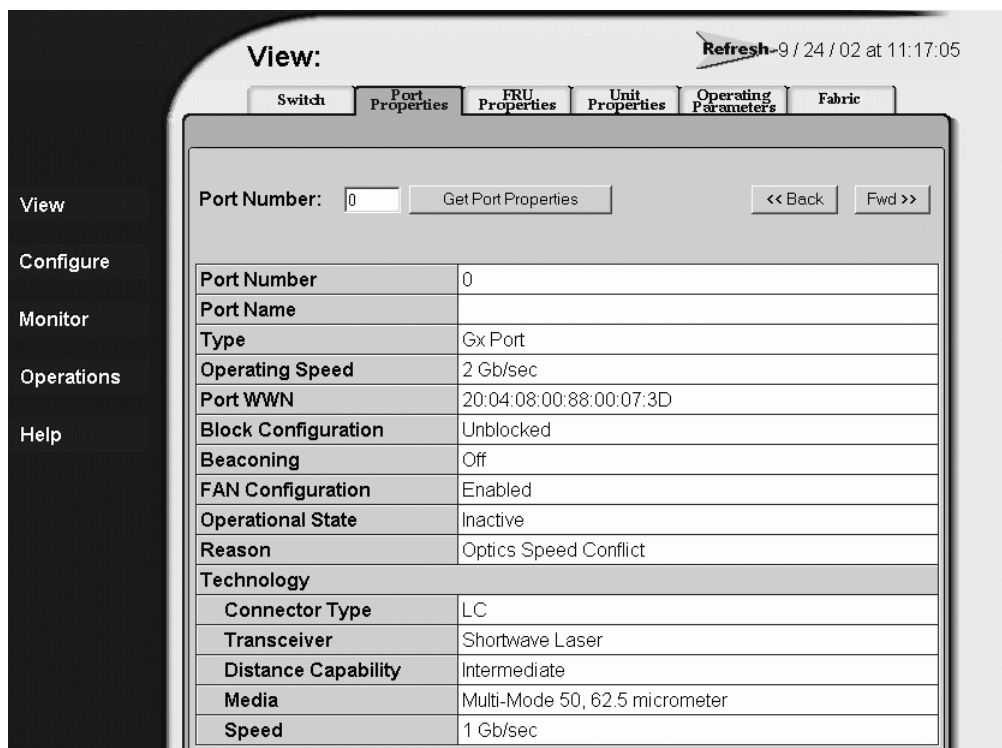 View:
Refresh-9 / 24 / 02 at 11:17:05
Switch
Port Properties
FRU Properties
Unit Properties
Operating Parameters
Fabric
View
Configure
Monitor
Operations
Help
Port Number: 0 Get Port Properties << Back Fwd >>
Port Number 0
Port Name
Type Gx Port
Operating Speed 2 Gb/sec
Port WWN 20:04:08:00:88:00:07:3D
Block Configuration Unblocked
Beaconing Off
FAN Configuration Enabled
Operational State Inactive
Reason Optics Speed Conflict
Technology
Connector Type LC
Transceiver Shortwave Laser
Distance Capability Intermediate
Media Multi-Mode 50, 62.5 micrometer
Speed 1 Gb/sec